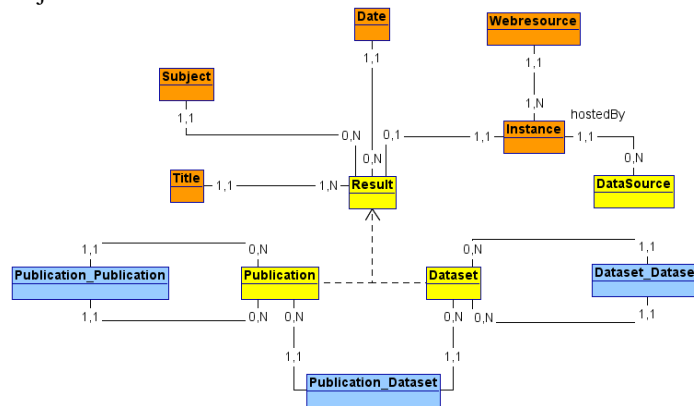 Date
Webresource
1,1
1,1
Subject
1,1
hostedBy
1,N
0,N
0,1
1,1
Instance
1,1
0,N
0,N
Title
1,1
1,N
Result
DataSource
1,1
0,N
0,N
1,1
Publication_Publication
Publication
Dataset
Dataset_Dataset
1,1
0,N
0,N
0,N
0,N
1,1
1,1
1,1
Publication_Dataset